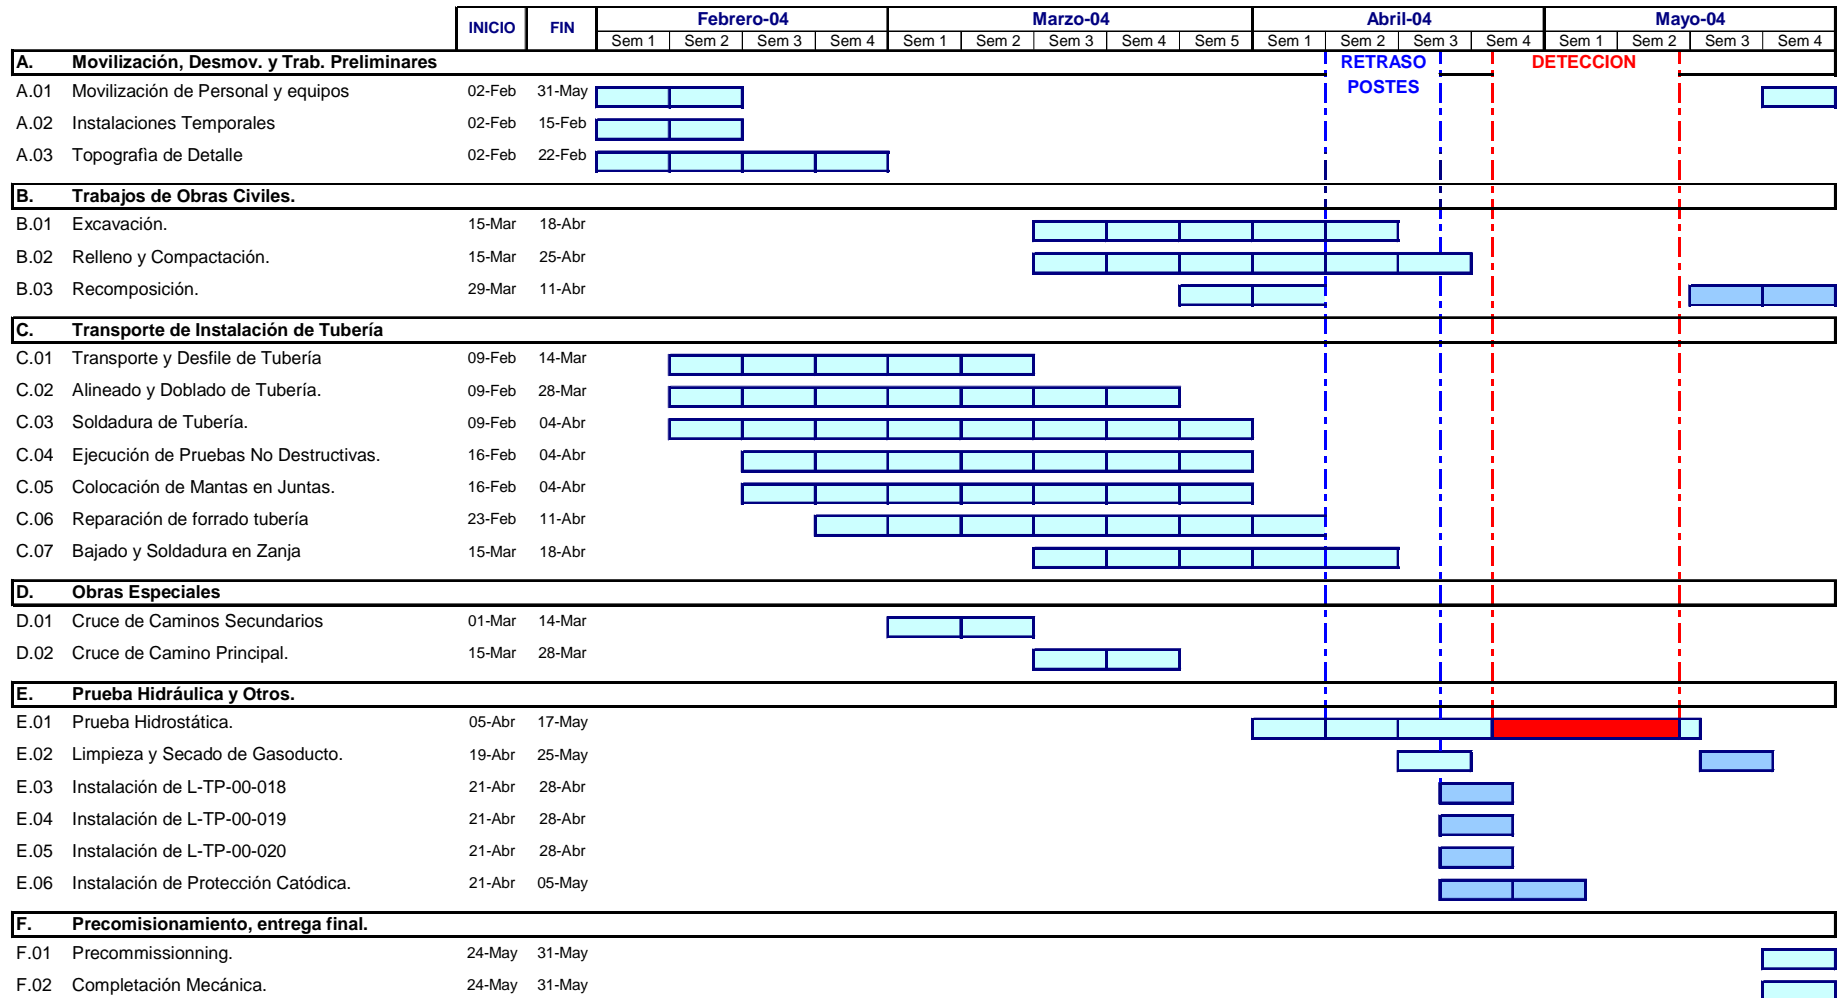 INICIO FIN Febrero-04 Marzo-04 Abril-04 Mayo-04
Sem 1 Sem 2 Sem 3 Sem 4 Sem 1 Sem 2 Sem 3 Sem 4 Sem 5 Sem 1 Sem 2 Sem 3 Sem 4 Sem 1 Sem 2 Sem 3 Sem 4
A. Movilización, Desmov. y Trab. Preliminares RETRASO DETECCION
POSTES
A.01 Movilización de Personal y equipos 02-Feb 31-May
A.02 Instalaciones Temporales 02-Feb 15-Feb
A.03 Topografìa de Detalle 02-Feb 22-Feb
B. Trabajos de Obras Civiles.
B.01 Excavación. 15-Mar 18-Abr
B.02 Relleno y Compactación. 15-Mar 25-Abr
B.03 Recomposición. 29-Mar 11-Abr
C. Transporte de Instalación de Tubería
C.01 Transporte y Desfile de Tubería 09-Feb 14-Mar
C.02 Alineado y Doblado de Tubería. 09-Feb 28-Mar
C.03 Soldadura de Tubería. 09-Feb 04-Abr
C.04 Ejecución de Pruebas No Destructivas. 16-Feb 04-Abr
C.05 Colocación de Mantas en Juntas. 16-Feb 04-Abr
C.06 Reparación de forrado tubería 23-Feb 11-Abr
C.07 Bajado y Soldadura en Zanja 15-Mar 18-Abr
D. Obras Especiales
D.01 Cruce de Caminos Secundarios 01-Mar 14-Mar
D.02 Cruce de Camino Principal. 15-Mar 28-Mar
E. Prueba Hidráulica y Otros.
E.01 Prueba Hidrostática. 05-Abr 17-May
E.02 Limpieza y Secado de Gasoducto. 19-Abr 25-May
E.03 Instalación de L-TP-00-018 21-Abr 28-Abr
E.04 Instalación de L-TP-00-019 21-Abr 28-Abr
E.05 Instalación de L-TP-00-020 21-Abr 28-Abr
E.06 Instalación de Protección Catódica. 21-Abr 05-May
F. Precomisionamiento, entrega final.
F.01 Precommissionning. 24-May 31-May
F.02 Completación Mecánica. 24-May 31-May